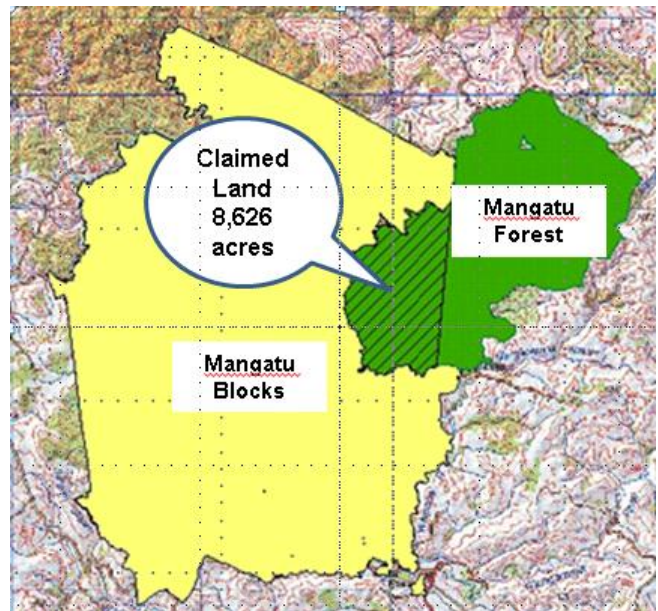 Claimed
Land
8,626
acres
Mangatu
Forest
Mangatu
Blocks